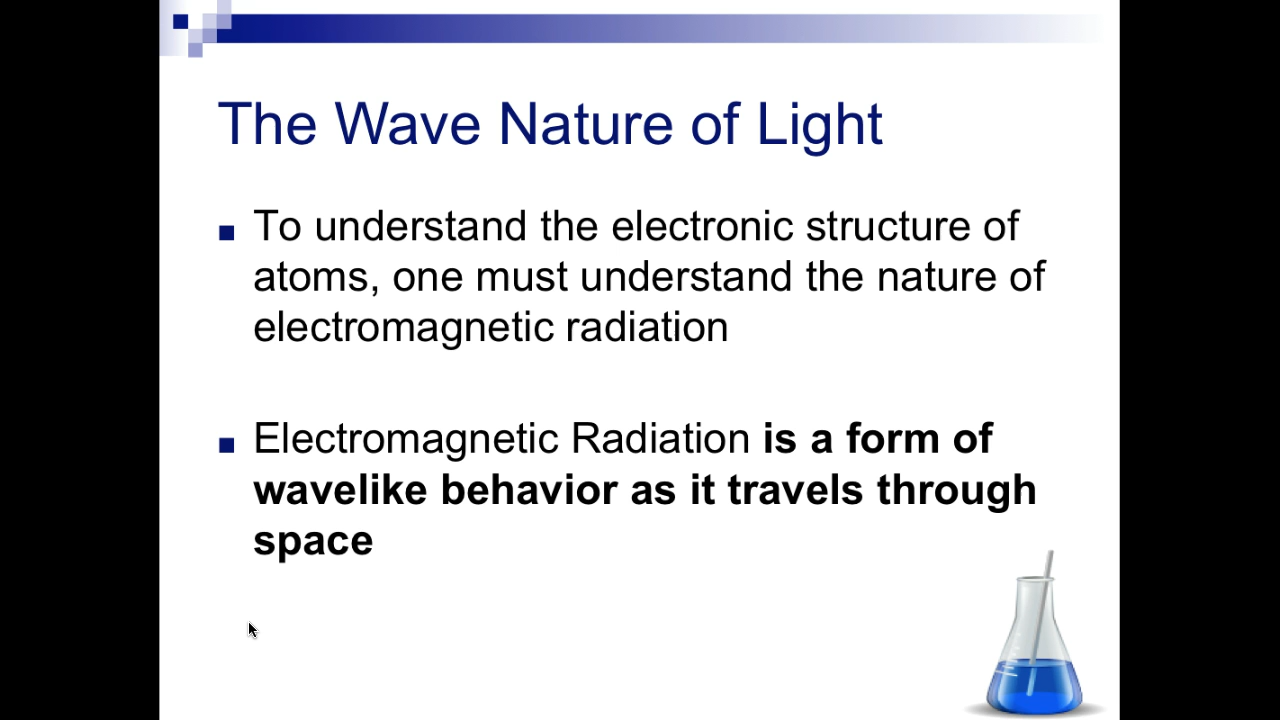 The Wave Nature of Light
To understand the electronic structure of
atoms, one must understand the nature of
electromagnetic radiation
Electromagnetic Radiation is a form of
wavelike behavior as it travels through
space